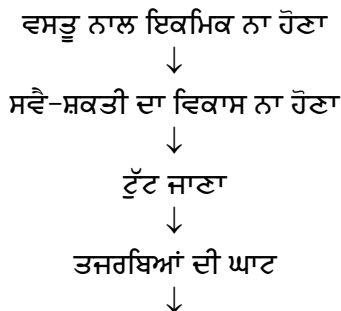 ਵਸਤੂ ਨਾਲ ਇਕਮਿਕ ਨਾ ਹੋਣਾ
↓
ਸਵੈ-ਸ਼ਕਤੀ ਦਾ ਵਿਕਾਸ ਨਾ ਹੋਣਾ
↓
ਟੁੱਟ ਜਾਣਾ
↓
ਤਜਰਬਿਆਂ ਦੀ ਘਾਟ
↓